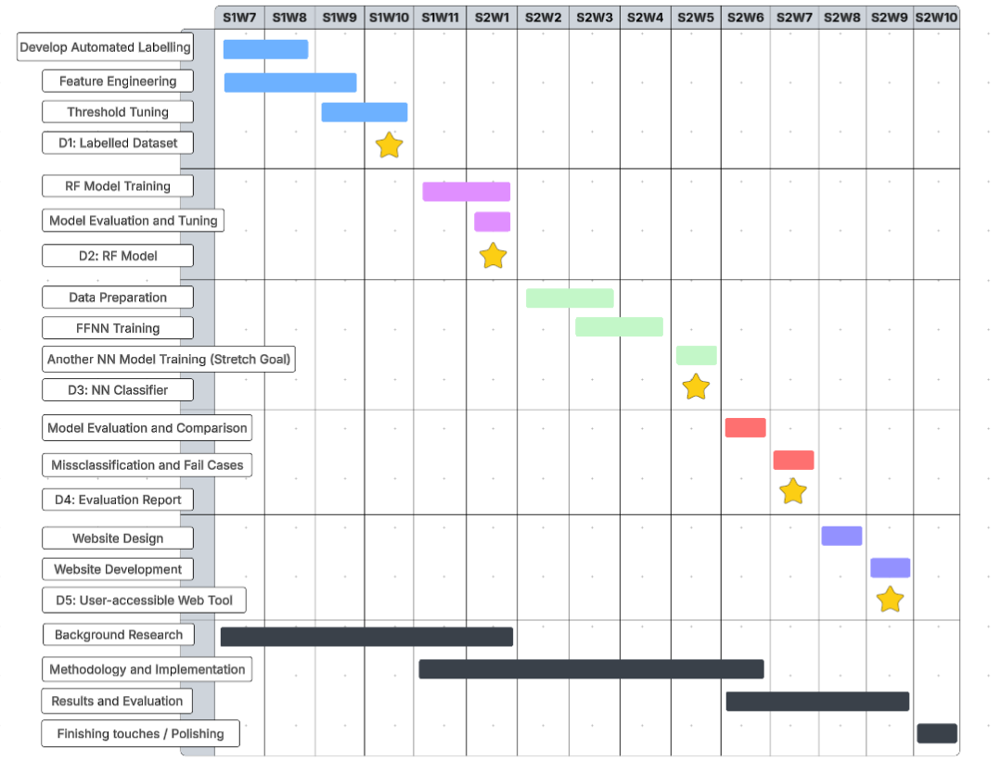 S1W7 S1W8 S1W9 S1W10 S1W11 S2W1 S2W2 S2W3 S2W4 S2W5 S2W6 S2W7 S2W8 S2W9 S2W10
Develop Automated Labelling
Feature Engineering
Threshold Tuning
D1: Labelled Dataset
RF Model Training
Model Evaluation and Tuning
D2: RF Model
Data Preparation
FFNN Training
Another NN Model Training (Stretch Goal)
D3: NN Classifier
Model Evaluation and Comparison
Missclassification and Fail Cases
D4: Evaluation Report
Website Design
Website Development
D5: User-accessible Web Tool
Background Research
Methodology and Implementation
Results and Evaluation
Finishing touches / Polishing